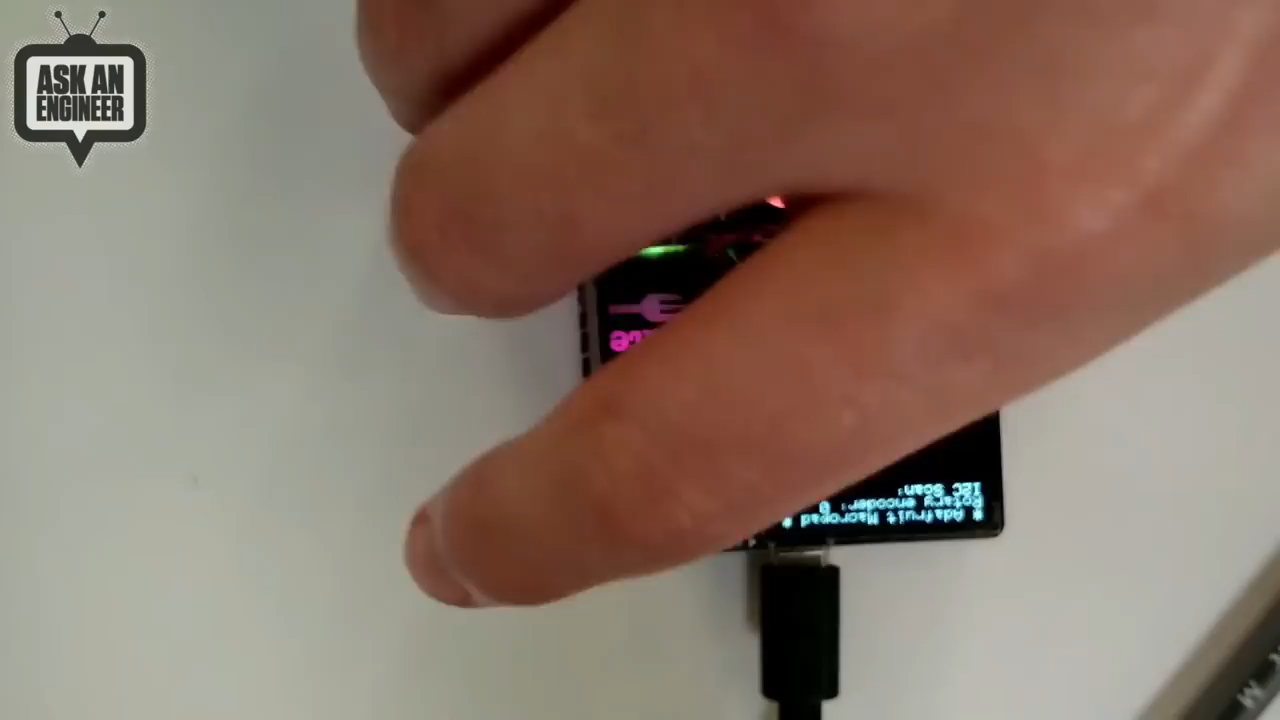 ASK AN
ENGINEER
* Adafruit Macropad *
Rotary encoder: 0
I2C Scan: